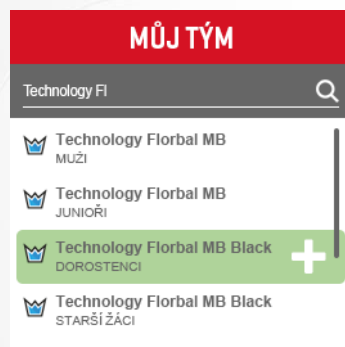 MŮJ TÝM
Technology Fl
Technology Florbal MB
MUŽI
Technology Florbal MB
JUNIOŘI
Technology Florbal MB Black
DOROSTENCI
Technology Florbal MB Black
STARŠÍ ŽÁCI